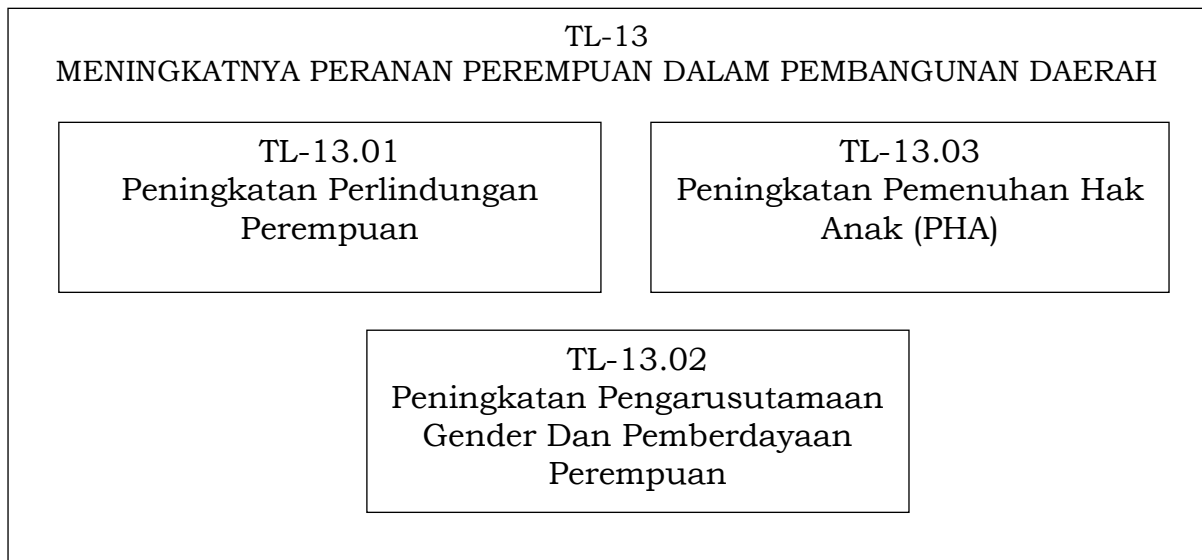 TL-13
MENINGKATNYA PERANAN PEREMPUAN DALAM PEMBANGUNAN DAERAH
TL-13.01
Peningkatan Perlindungan
Perempuan
TL-13.03
Peningkatan Pemenuhan Hak
Anak (PHA)
TL-13.02
Peningkatan Pengarusutamaan
Gender Dan Pemberdayaan
Perempuan